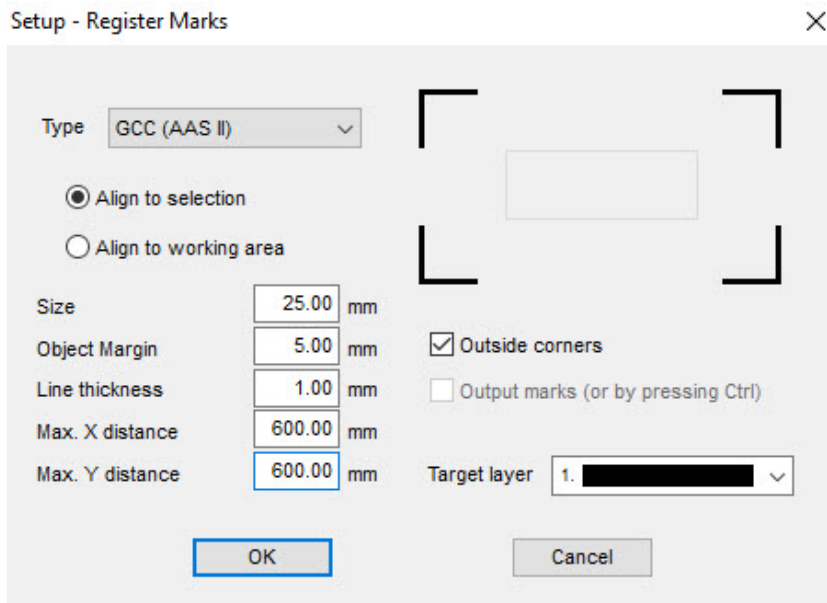 Setup - Register Marks
Type GCC (AAS II)
Align to selection
Align to working area
Size 25.00 mm
Object Margin 5.00 mm
Line thickness 1.00 mm
Max. X distance 600.00 mm
Max. Y distance 600.00 mm
Outside corners
Output marks (or by pressing Ctrl)
Target layer 1.
OK Cancel